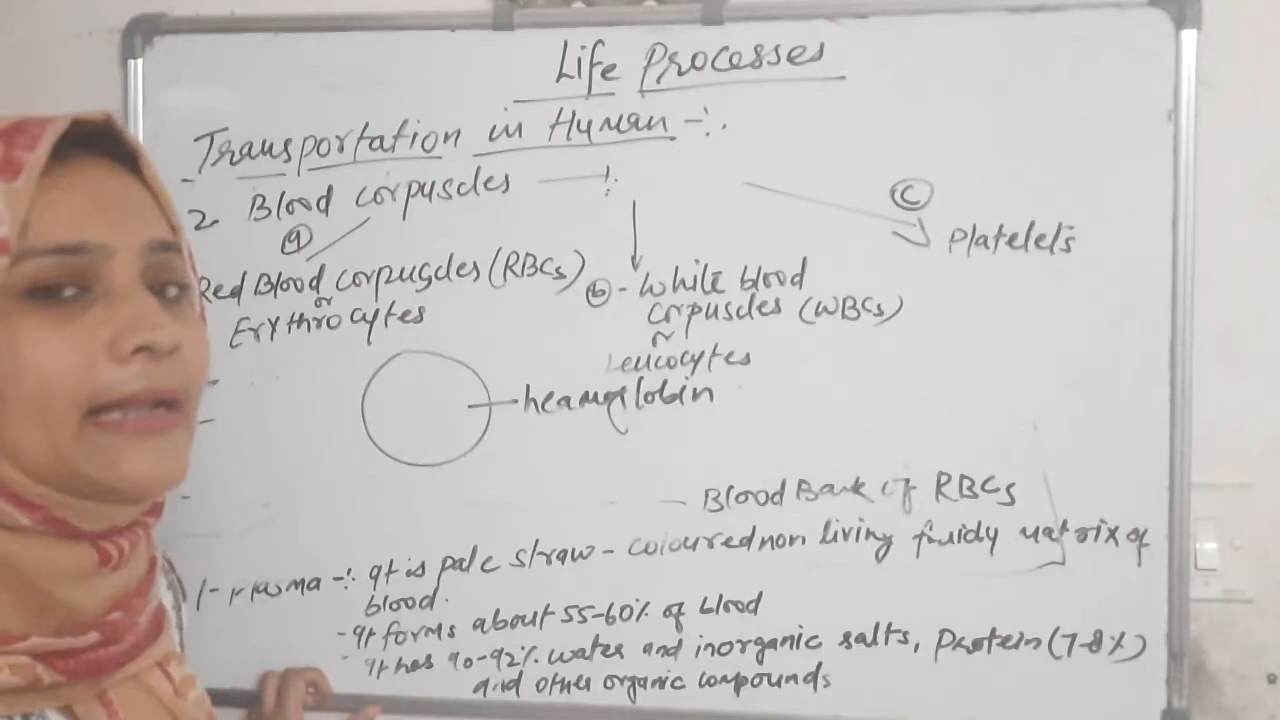 Life Processes
Transportation in Human -:.
2 Blood corpuscles —
(a)
(c)
Platelets
Red Blood corpuscles (RBCs)
or
Erythrocytes
(b) - White blood
corpuscles (WBCs)
or
Leucocytes
heamoglobin
- Blood Bank of RBCs
1- Plasma -: It is pale straw-coloured non living fluidy matrix of
blood.
- It forms about 55-60% of blood
- It has 90-92% water and inorganic salts, Protein (7-8%)
and other organic compounds